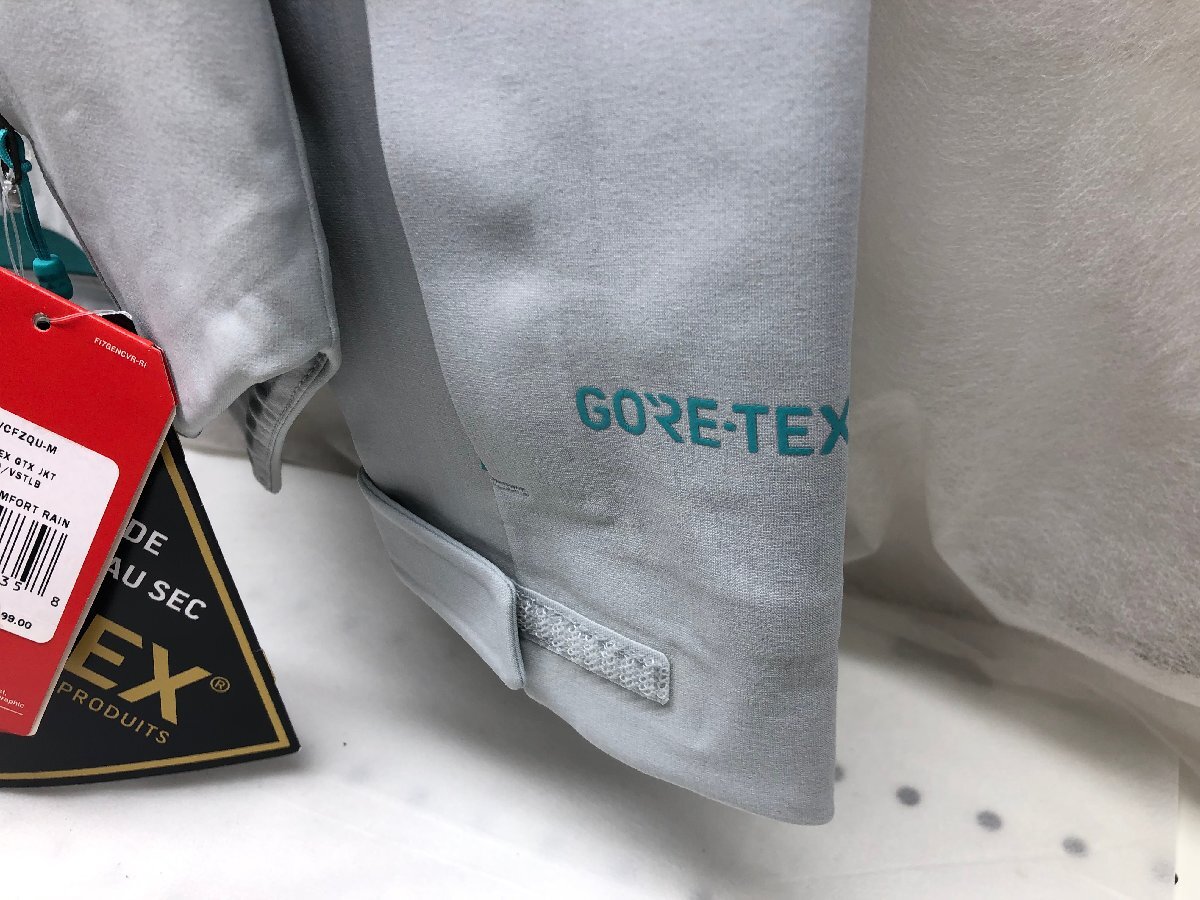 F17GENCVR-RI
/CFZQU-M
EX GTX JKT
/VSTLB
MFORT RAIN
35 8
99.00
DE
AU SEC
EX®
PRODUITS
GORE-TEX